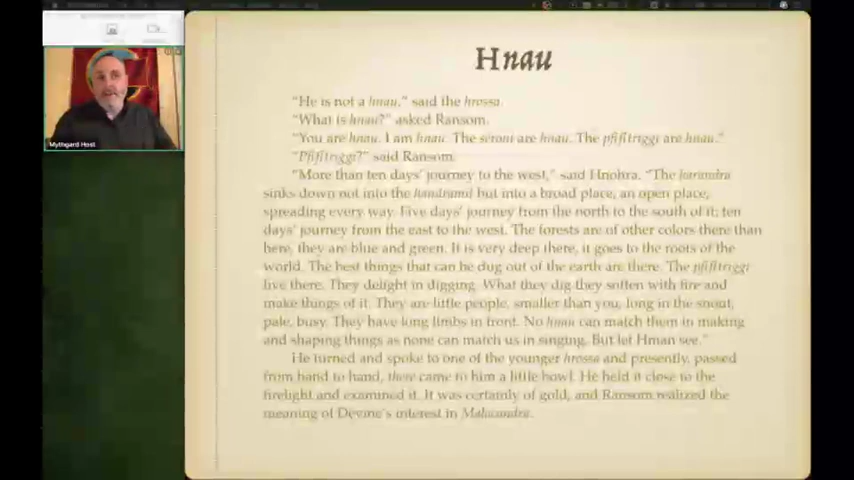 Mythgard Host
Hnau
"He is not a hnau," said the hrossa.
"What is hnau?" asked Ransom.
"You are hnau. I am hnau. The séroni are hnau. The pfifltriggi are hnau."
"Pfifltriggi?" said Ransom.
"More than ten days' journey to the west," said Hnohra. "The harandra
sinks down not into the handramit but into a broad place, an open place,
spreading every way. Five days' journey from the north to the south of it; ten
days' journey from the east to the west. The forests are of other colors there than
here, they are blue and green. It is very deep there, it goes to the roots of the
world. The best things that can be dug out of the earth are there. The pfifltriggi
live there. They delight in digging. What they dig they soften with fire and
make things of it. They are little people, smaller than you, long in the snout,
pale, busy. They have long limbs in front. No hnau can match them in making
and shaping things as none can match us in singing. But let Hman see."
He turned and spoke to one of the younger hrossa and presently, passed
from hand to hand, there came to him a little bowl. He held it close to the
firelight and examined it. It was certainly of gold, and Ransom realized the
meaning of Devine's interest in Malacandra.